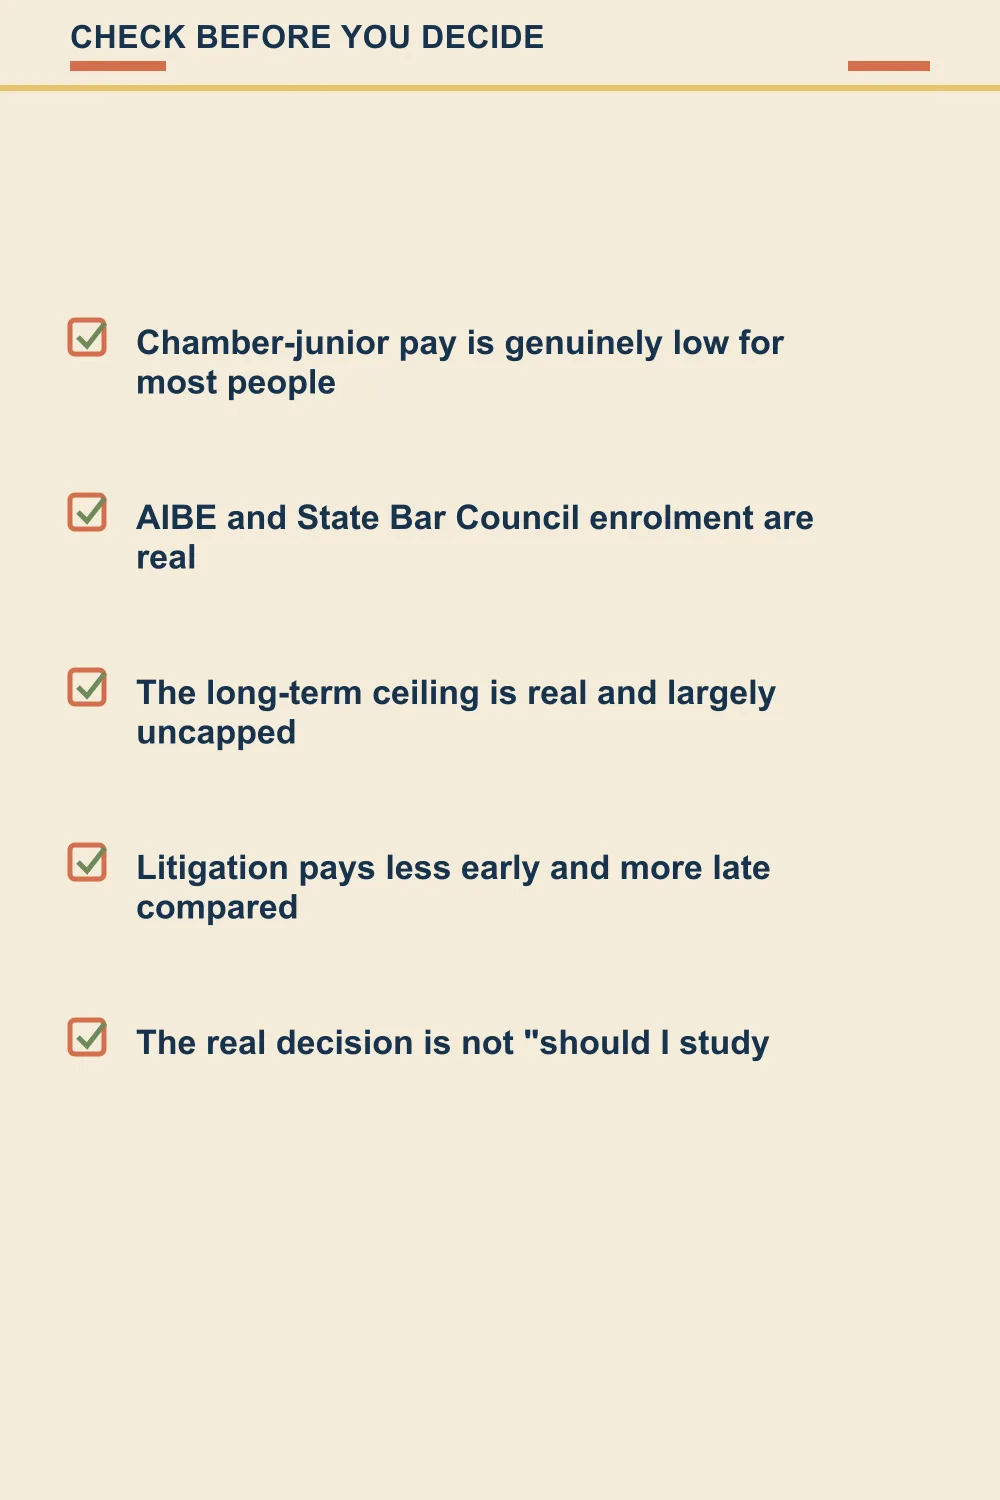 CHECK BEFORE YOU DECIDE
Chamber-junior pay is genuinely low for
most people
AIBE and State Bar Council enrolment are
real
The long-term ceiling is real and largely
uncapped
Litigation pays less early and more late
compared
The real decision is not "should I study